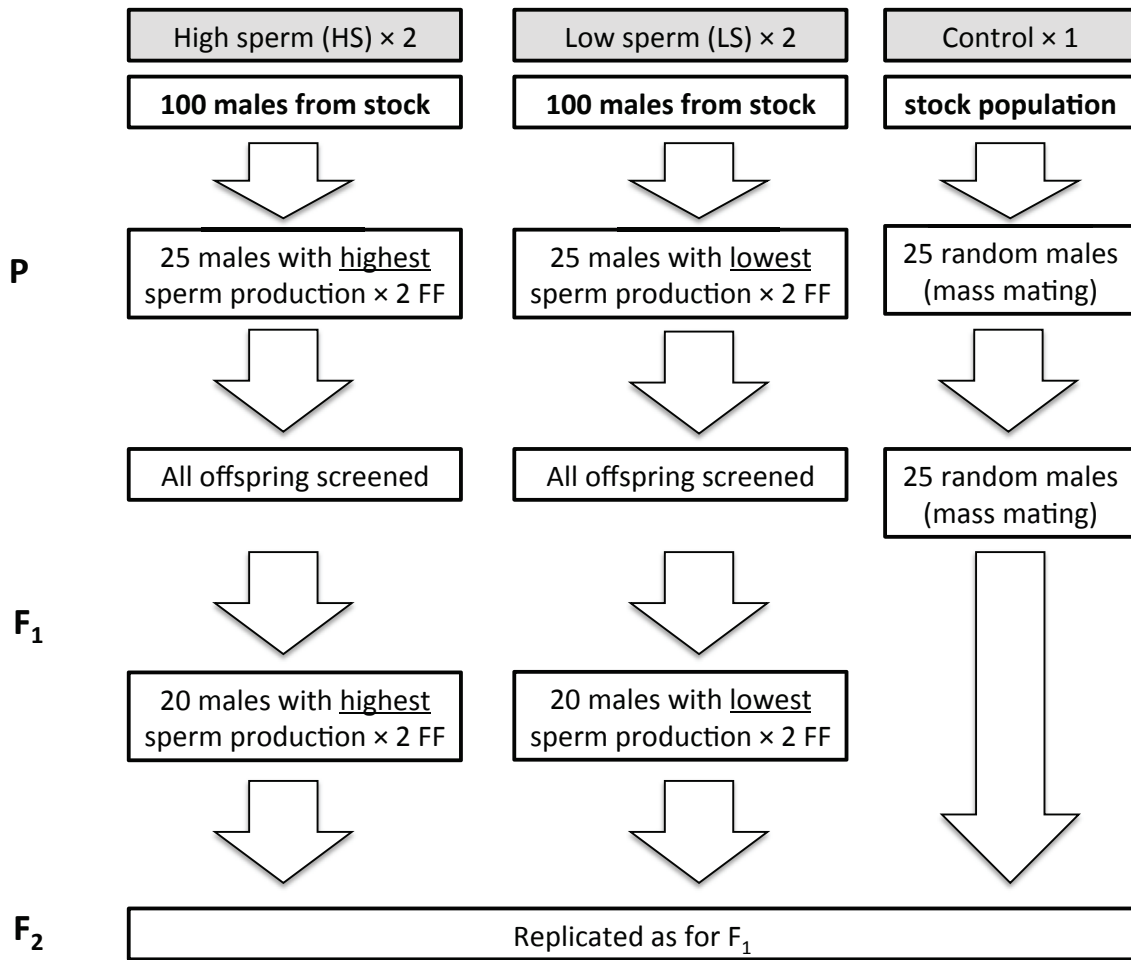 High sperm (HS) × 2
Low sperm (LS) × 2
Control × 1
100 males from stock
100 males from stock
stock population
P
25 males with highest
sperm production × 2 FF
25 males with lowest
sperm production × 2 FF
25 random males
(mass mating)
All offspring screened
All offspring screened
25 random males
(mass mating)
F₁
20 males with highest
sperm production × 2 FF
20 males with lowest
sperm production × 2 FF
F₂
Replicated as for F₁